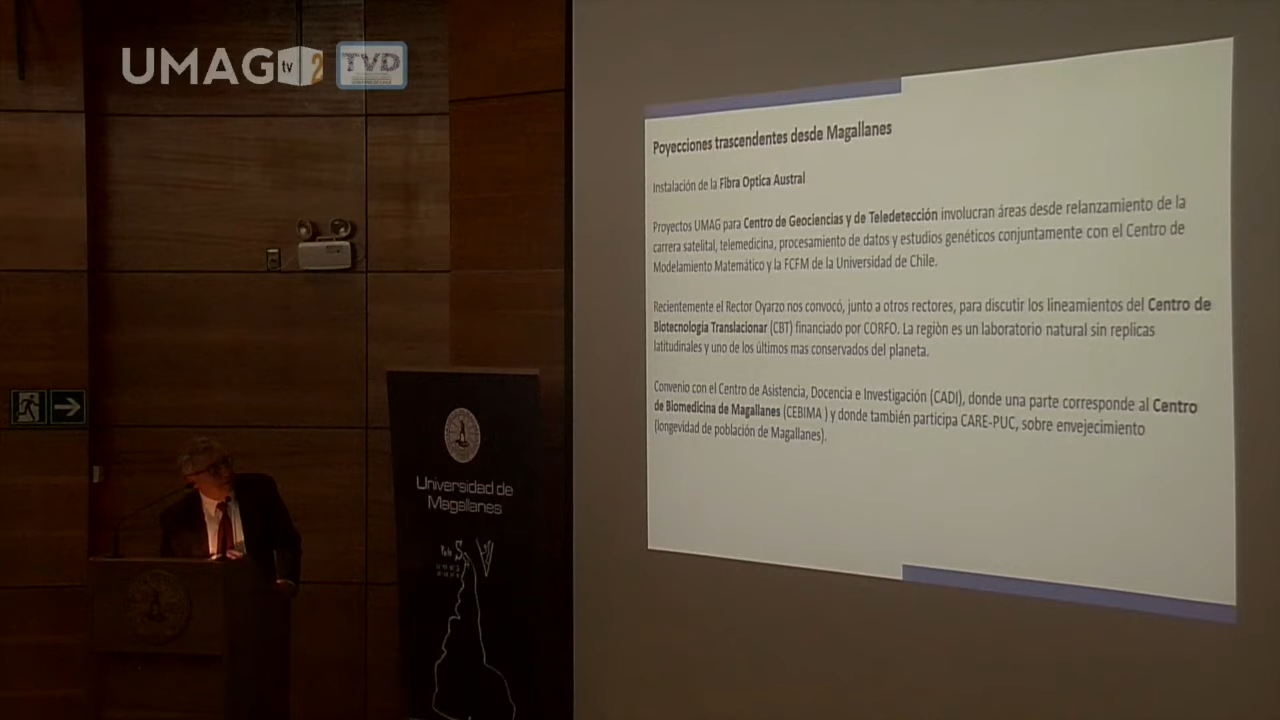 UMAG tv 2
TVD
Poyecciones trascendentes desde Magallanes
Instalación de la Fibra Optica Austral
Proyectos UMAG para Centro de Geociencias y de Teledetección involucran áreas desde relanzamiento de la
carrera satelital, telemedicina, procesamiento de datos y estudios genéticos conjuntamente con el Centro de
Modelamiento Matemático y la FCFM de la Universidad de Chile.
Recientemente el Rector Oyarzo nos convocó, junto a otros rectores, para discutir los lineamientos del Centro de
Biotecnología Translacionar (CBT) financiado por CORFO. La regiòn es un laboratorio natural sin replicas
latitudinales y uno de los últimos mas conservados del planeta.
Convenio con el Centro de Asistencia, Docencia e Investigación (CADI), donde una parte corresponde al Centro
de Biomedicina de Magallanes (CEBIMA ) y donde también participa CARE-PUC, sobre envejecimiento
(longevidad de población de Magallanes).
Universidad de
Magallanes